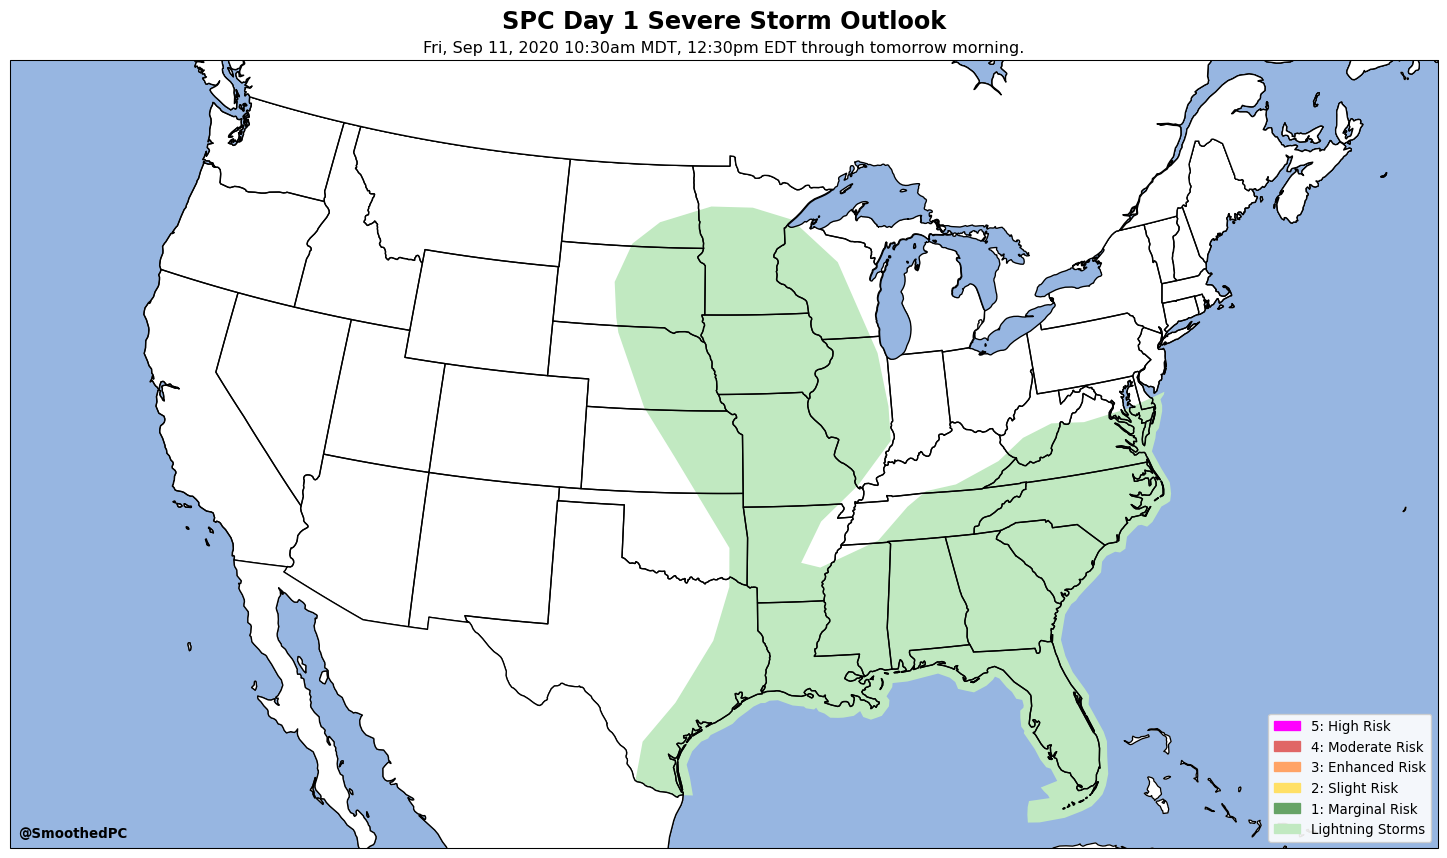 SPC Day 1 Severe Storm Outlook
Fri, Sep 11, 2020 10:30am MDT, 12:30pm EDT through tomorrow morning.
5: High Risk
4: Moderate Risk
3: Enhanced Risk
2: Slight Risk
1: Marginal Risk
Lightning Storms
@SmoothedPC